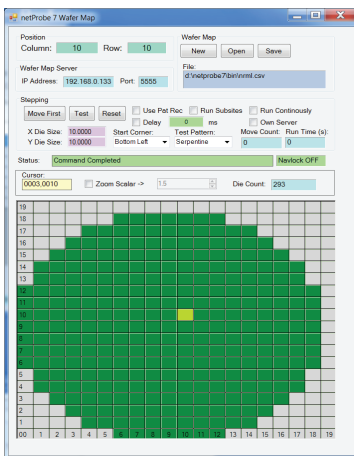 netProbe 7 Wafer Map
Position
Column: 10 Row: 10
Wafer Map
New Open Save
Wafer Map Server
IP Address: 192.168.0.133 Port: 5555
File:
d:\netprobe7\bin\nrml.csv
Stepping
Move First Test Reset
Use Pat Rec Run Subsites Run Continously
Delay 0 ms Own Server
X Die Size: 10.0000 Start Corner: Test Pattern: Move Count: Run Time (s):
Y Die Size: 10.0000 Bottom Left Serpentine 0 0
Status: Command Completed Navlock OFF
Cursor:
0003,0010 Zoom Scalar -> 1.5 Die Count: 293
19
18
17
16
15
14
13
12
11
10
9
8
7
6
5
4
3
2
1
00 1 2 3 4 5 6 7 8 9 10 11 12 13 14 15 16 17 18 19